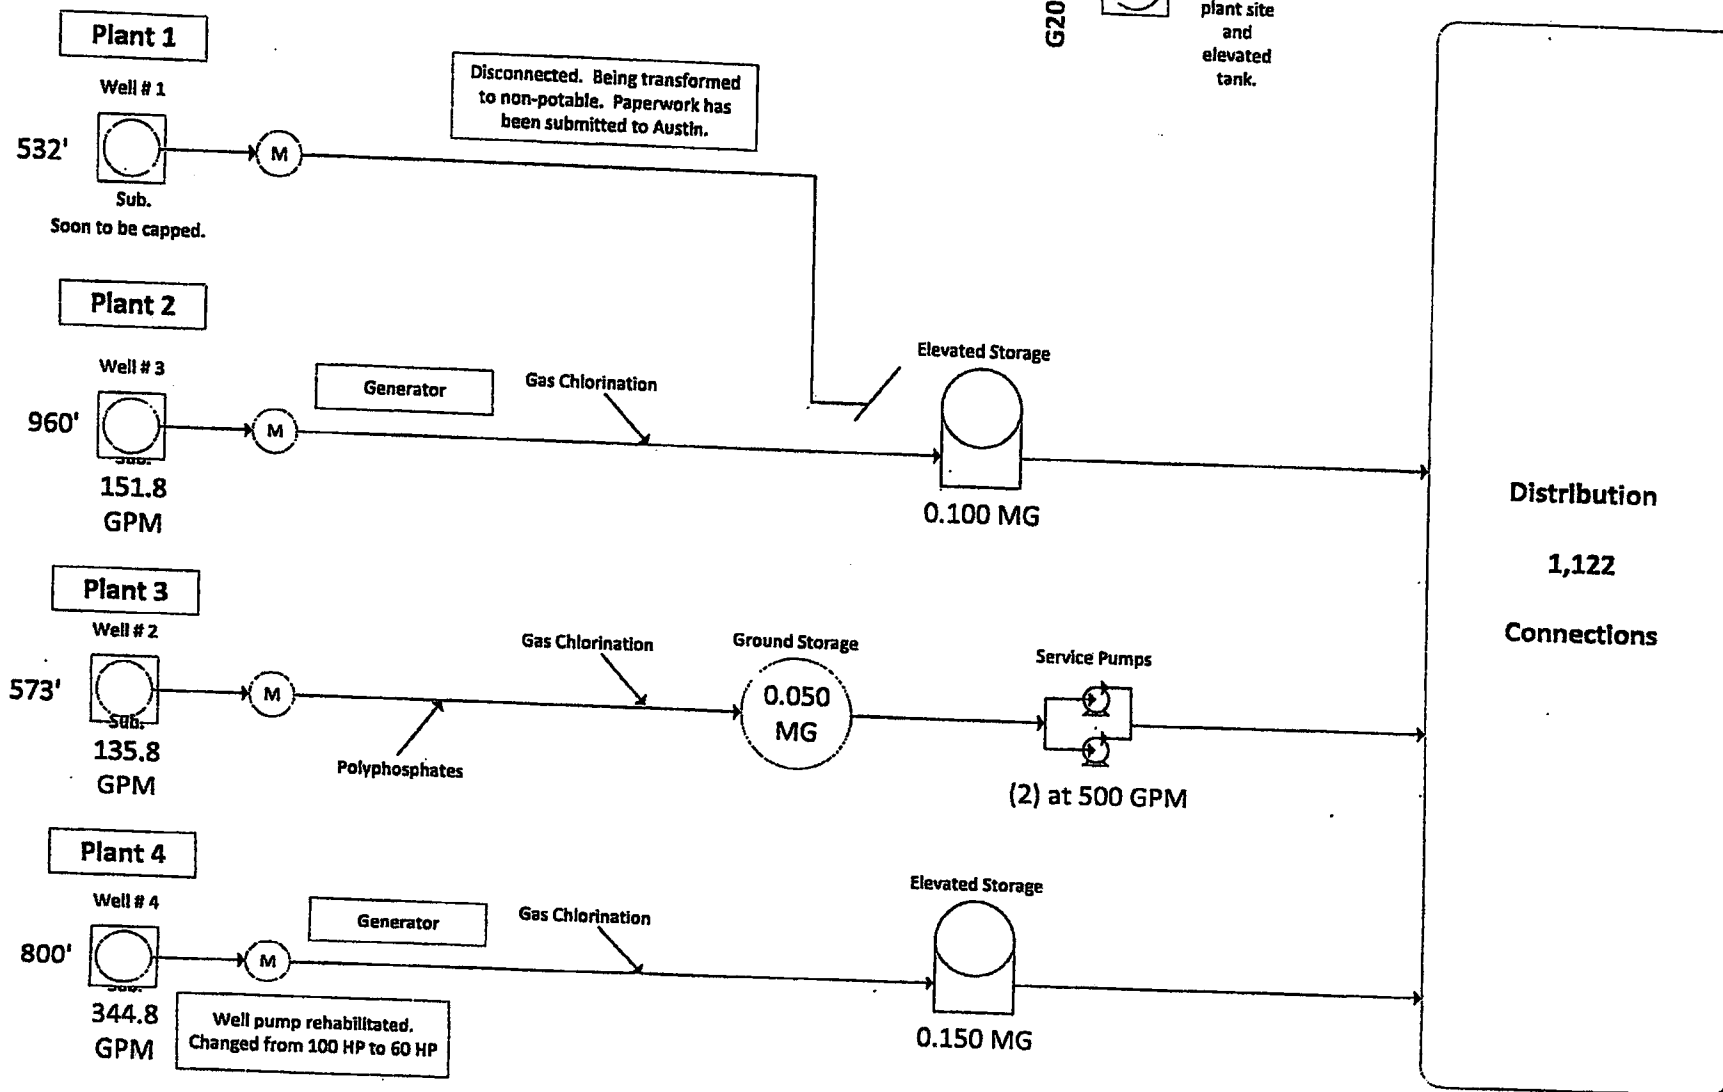 G20
plant site
and
elevated
tank.
Plant 1
Well # 1
532'
M
Sub.
Soon to be capped.
Disconnected. Being transformed
to non-potable. Paperwork has
been submitted to Austin.
Plant 2
Well # 3
960'
M
Generator
Gas Chlorination
Elevated Storage
Sub.
151.8
GPM
0.100 MG
Distribution
1,122
Connections
Plant 3
Well # 2
573'
M
Gas Chlorination
Ground Storage
0.050
MG
Service Pumps
Sub.
135.8
GPM
Polyphosphates
(2) at 500 GPM
Plant 4
Well # 4
800'
M
Generator
Gas Chlorination
Elevated Storage
Sub.
344.8
GPM
Well pump rehabilitated.
Changed from 100 HP to 60 HP
0.150 MG